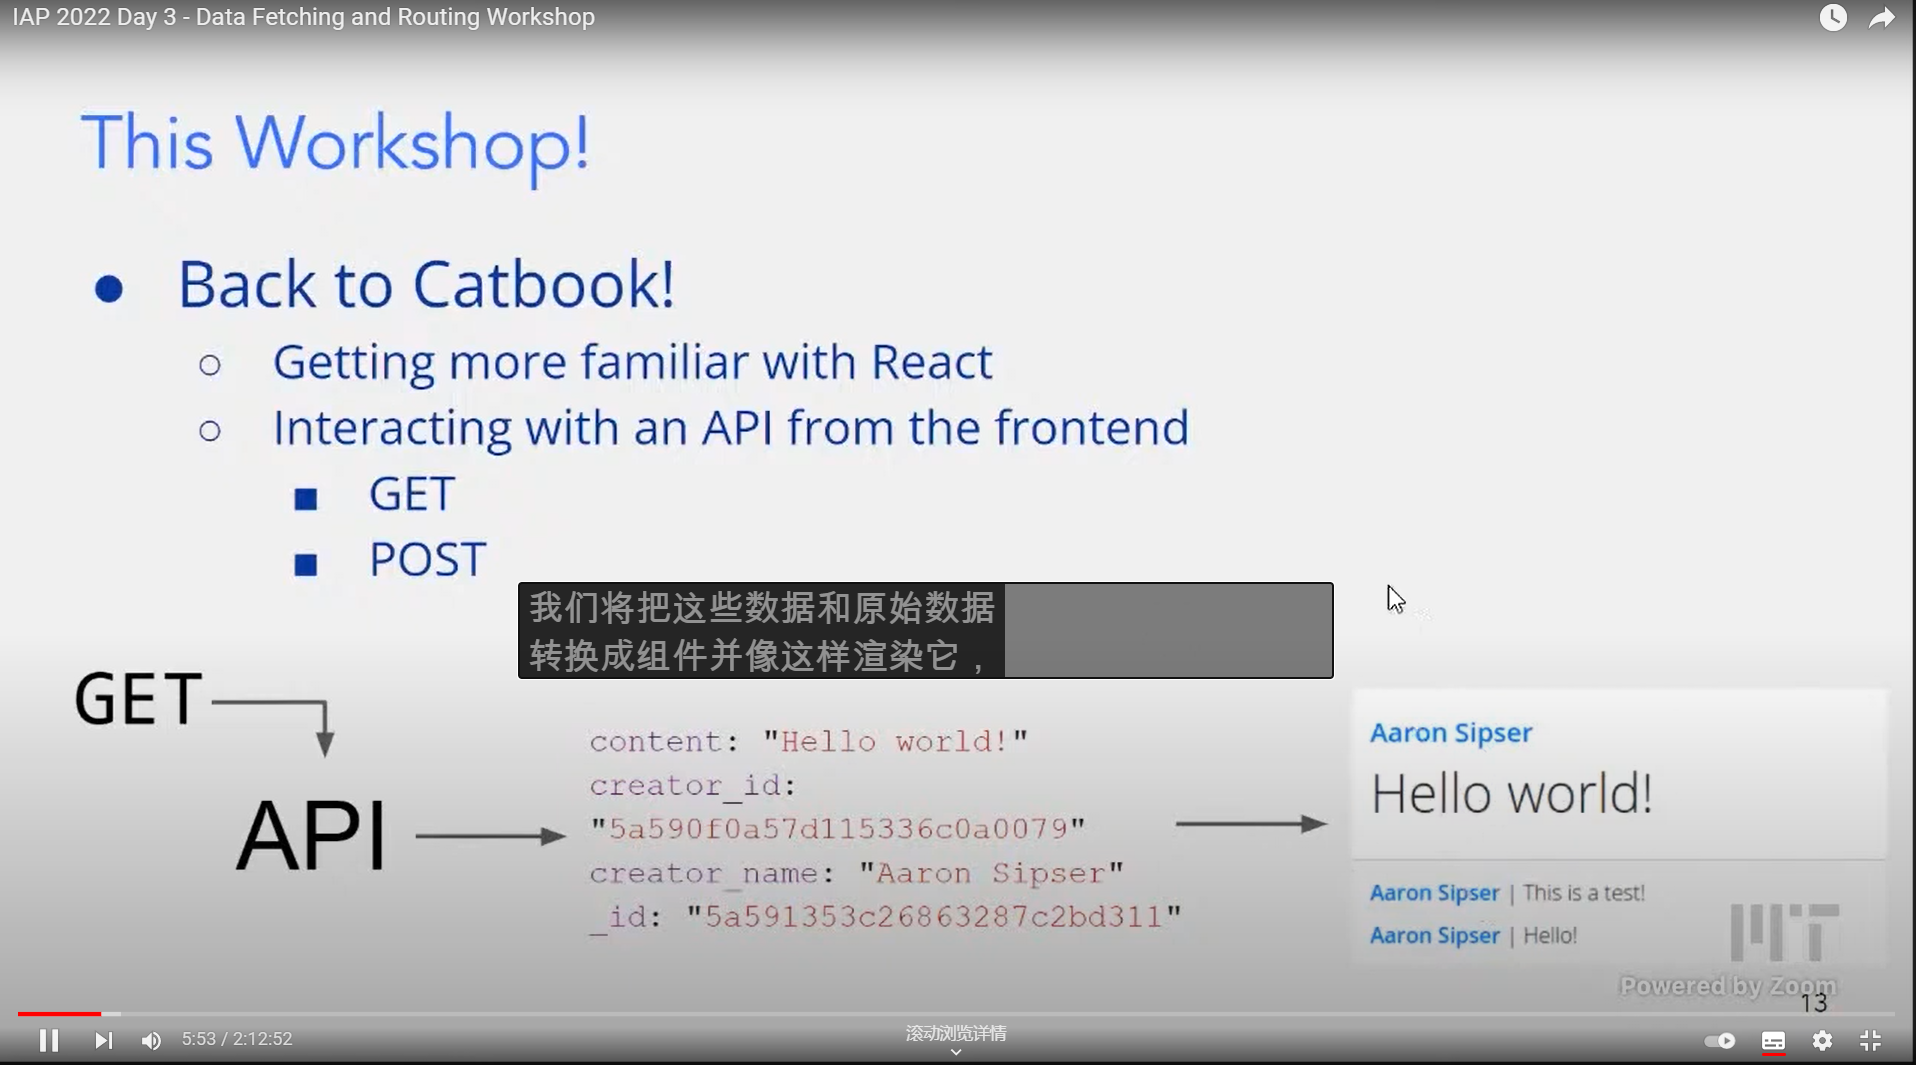 IAP 2022 Day 3 - Data Fetching and Routing Workshop
This Workshop!
Back to Catbook!
Getting more familiar with React
Interacting with an API from the frontend
GET
POST
我们将把这些数据和原始数据
转换成组件并像这样渲染它，
GET
API
content: "Hello world!"
creator_id:
"5a590f0a57d115336c0a0079"
creator_name: "Aaron Sipser"
_id: "5a591353c26863287c2bd311"
Aaron Sipser
Hello world!
Aaron Sipser | This is a test!
Aaron Sipser | Hello!
MIT
Powered by Zoom
13
5:53 / 2:12:52
滚动浏览详情